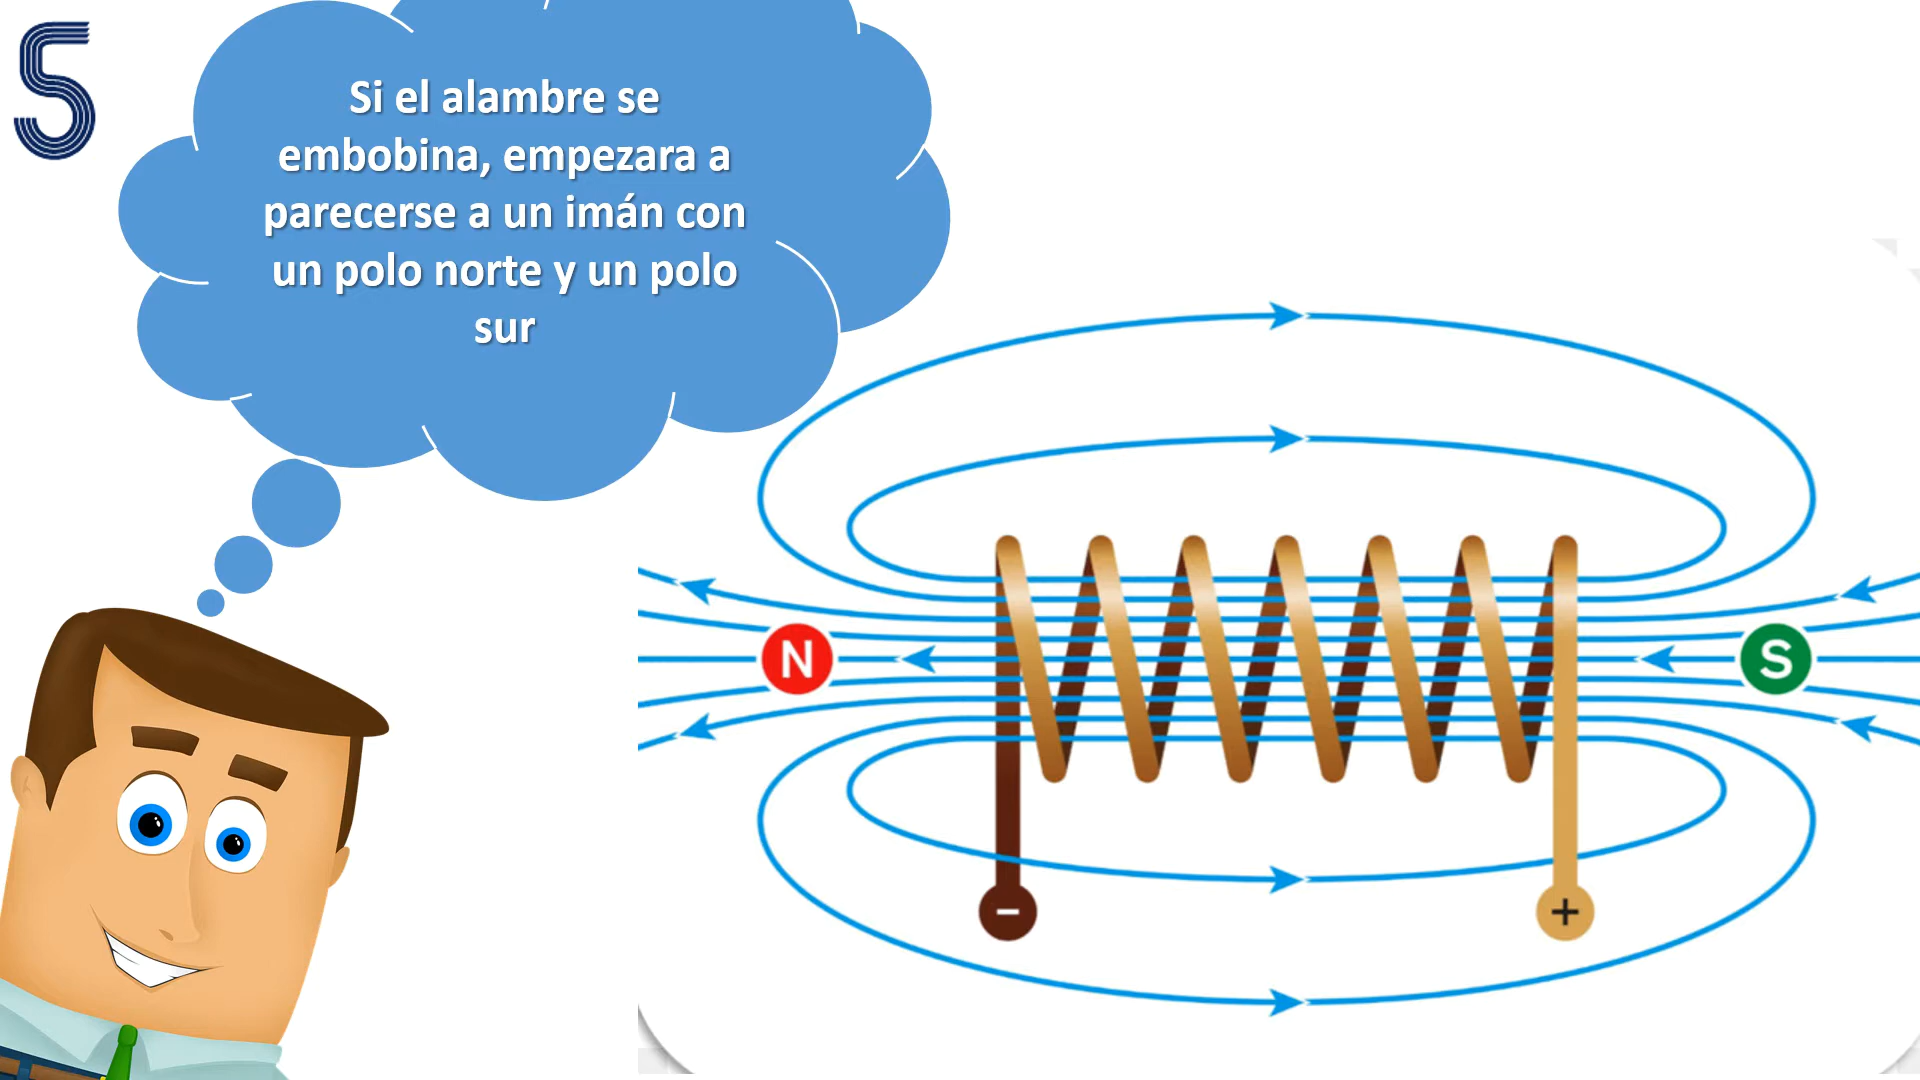 5
Si el alambre se
embobina, empezara a
parecerse a un imán con
un polo norte y un polo
sur
N
S
-
+